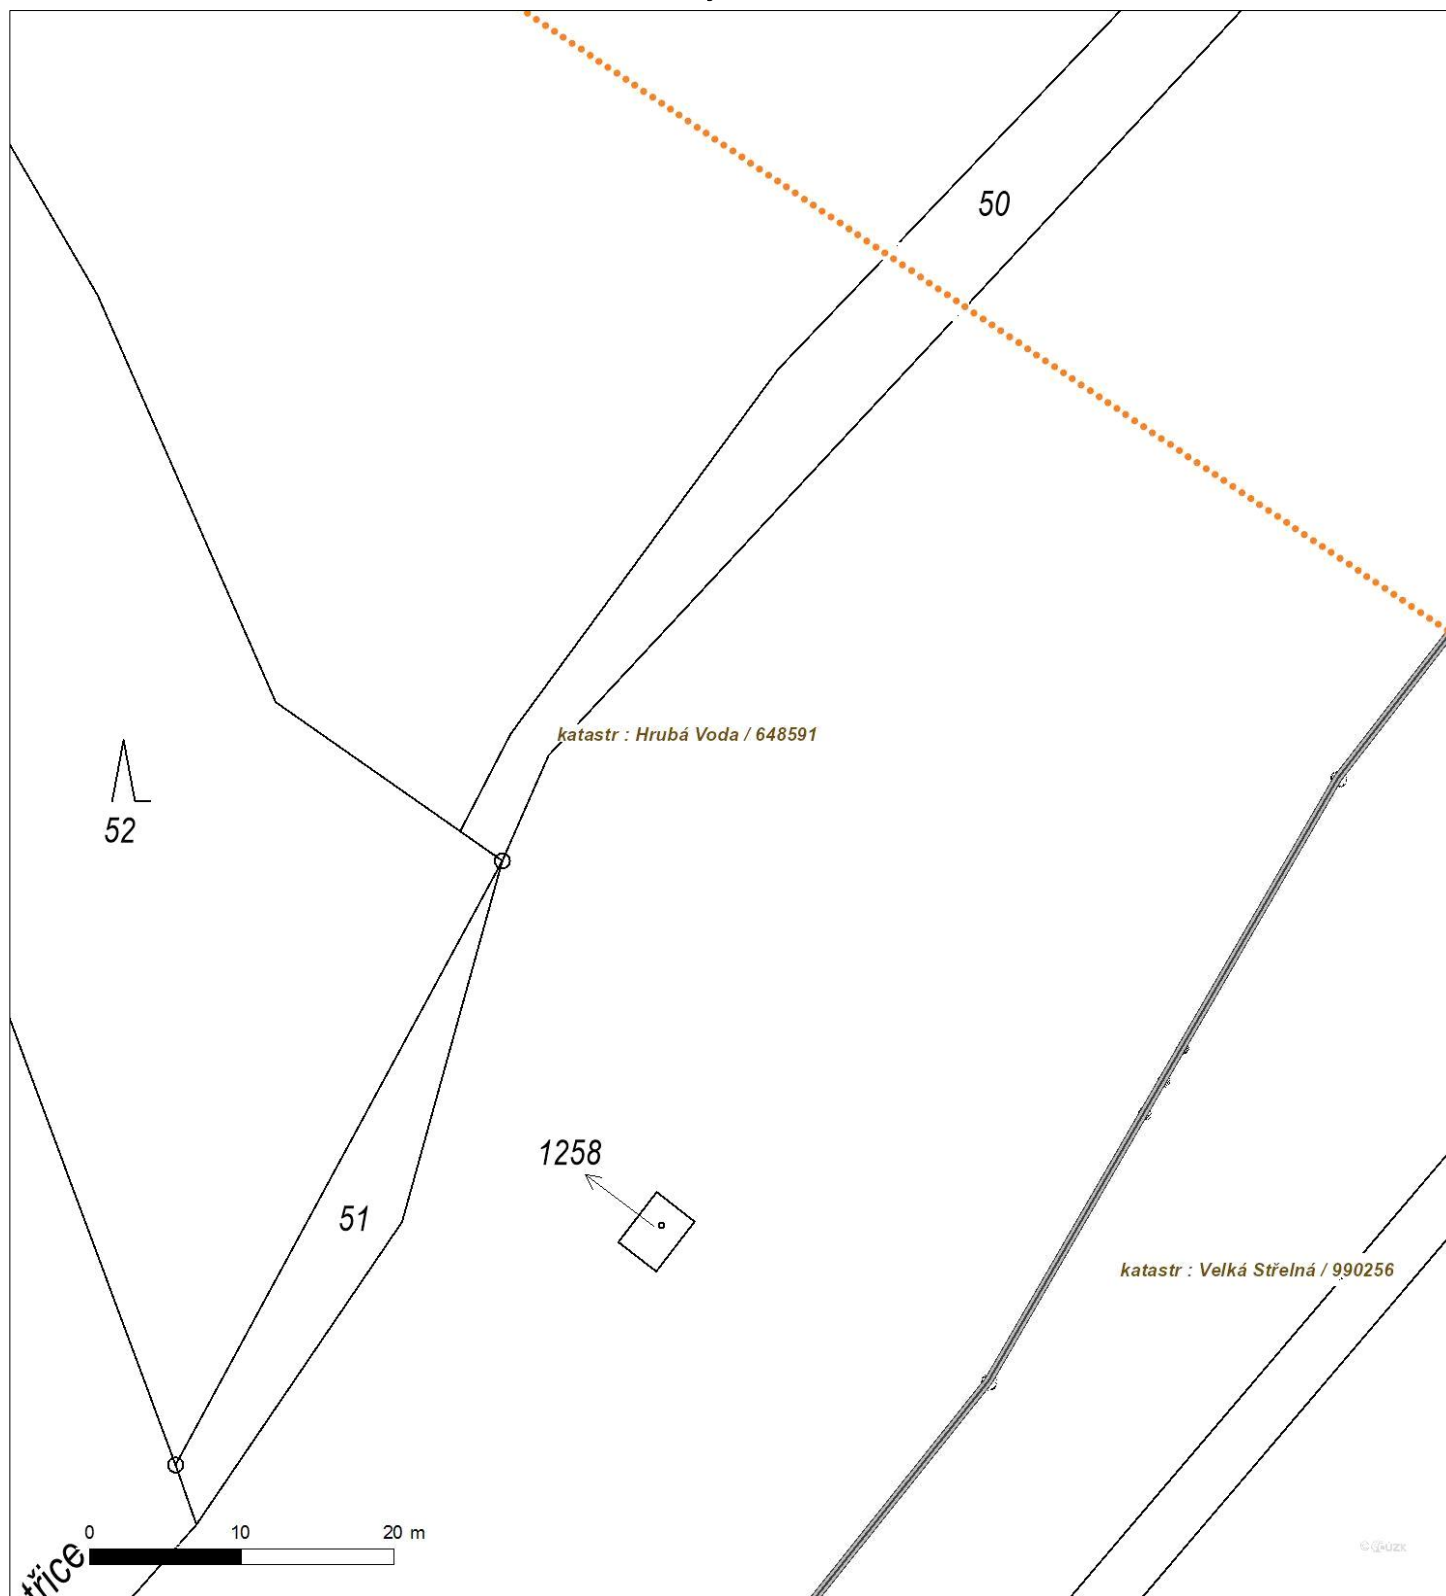 50
katastr : Hrubá Voda / 648591
52
1258
51
katastr : Velká Střelná / 990256
0 10 20 m
třice